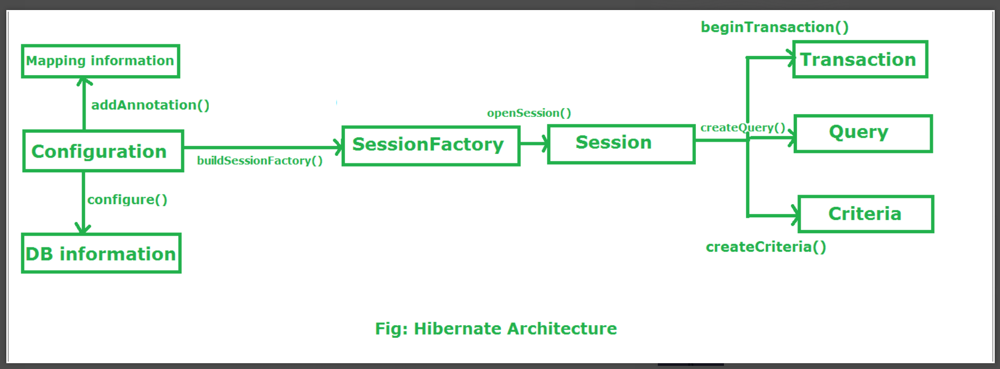 beginTransaction()
Mapping information
Transaction
addAnnotation()
openSession()
createQuery()
Query
Configuration
SessionFactory
Session
buildSessionFactory()
configure()
Criteria
createCriteria()
DB information
Fig: Hibernate Architecture